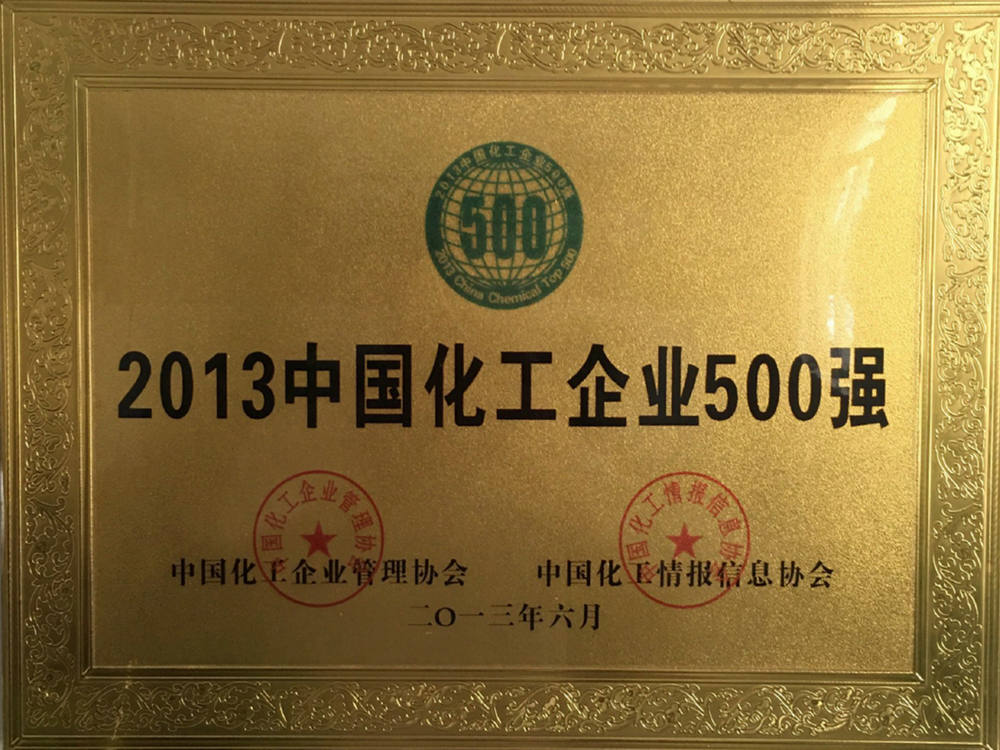 2013中国化工企业500强
500
2013 China Chemical Top 500
2013中国化工企业500强
中国化工企业管理协会
中国化工情报信息协会
中国化工企业管理协会 中国化工情报信息协会
二〇一三年六月